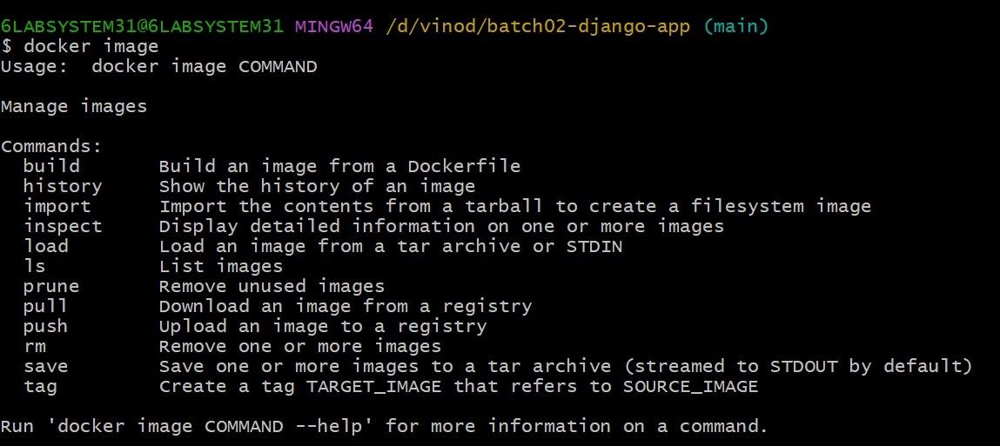 6LABSYSTEM31@6LABSYSTEM31 MINGW64 /d/vinod/batch02-django-app (main)
$ docker image
Usage:  docker image COMMAND

Manage images

Commands:
  build       Build an image from a Dockerfile
  history     Show the history of an image
  import      Import the contents from a tarball to create a filesystem image
  inspect     Display detailed information on one or more images
  load        Load an image from a tar archive or STDIN
  ls          List images
  prune       Remove unused images
  pull        Download an image from a registry
  push        Upload an image to a registry
  rm          Remove one or more images
  save        Save one or more images to a tar archive (streamed to STDOUT by default)
  tag         Create a tag TARGET_IMAGE that refers to SOURCE_IMAGE

Run 'docker image COMMAND --help' for more information on a command.